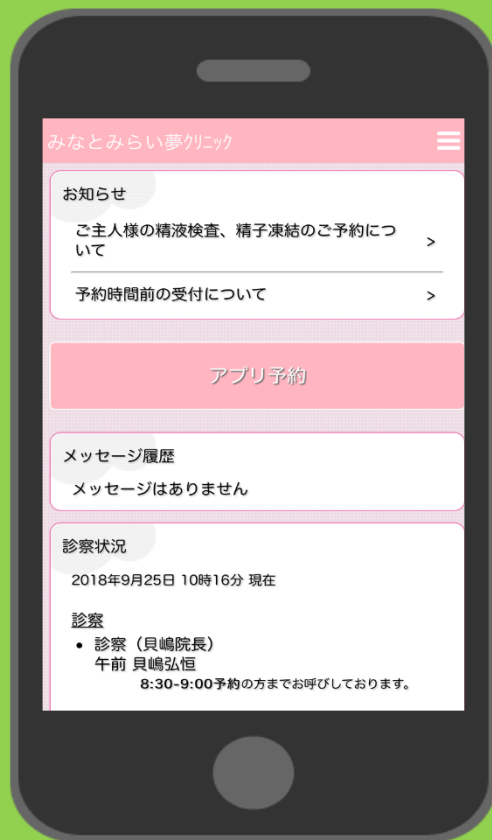 みなとみらい夢クリニック
お知らせ
ご主人様の精液検査、精子凍結のご予約につ
いて
>
予約時間前の受付について
>
アプリ予約
メッセージ履歴
メッセージはありません
診察状況
2018年9月25日 10時16分 現在
診察
• 診察（貝嶋院長）
午前 貝嶋弘恒
8:30-9:00予約の方までお呼びしております。